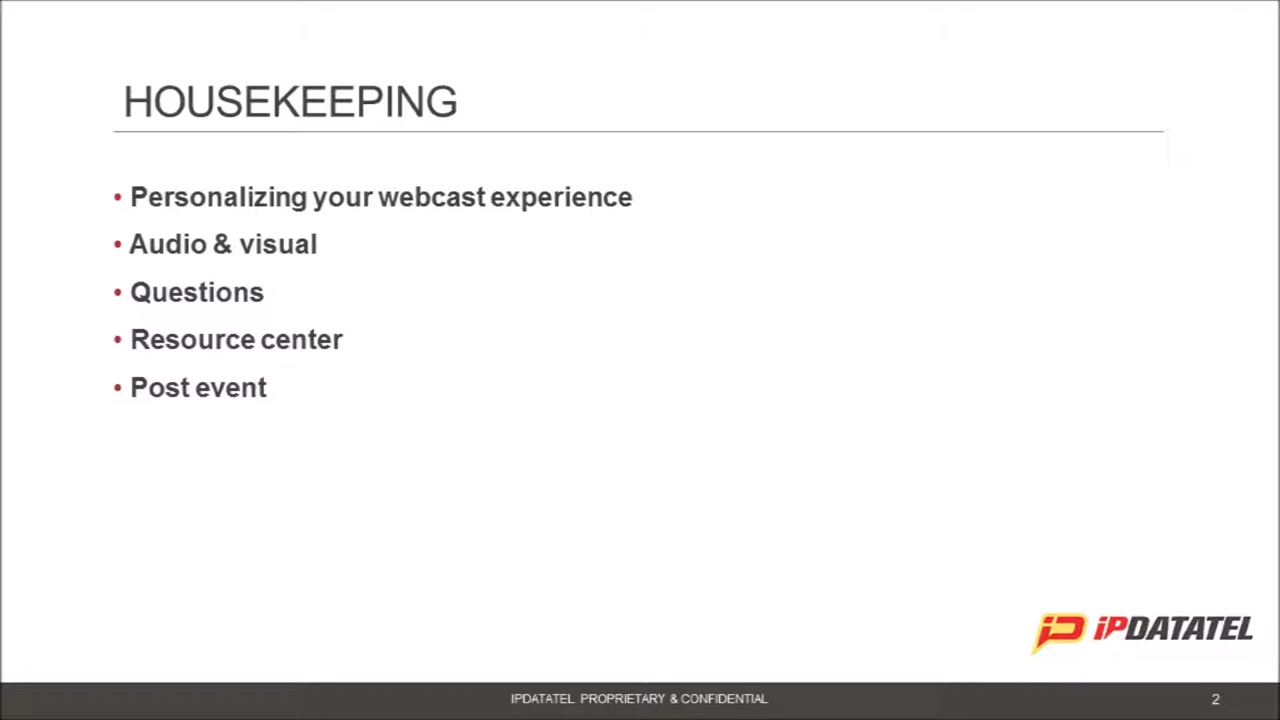 HOUSEKEEPING
• Personalizing your webcast experience
• Audio & visual
• Questions
• Resource center
• Post event
iPDATATEL
IPDATATEL PROPRIETARY & CONFIDENTIAL
2